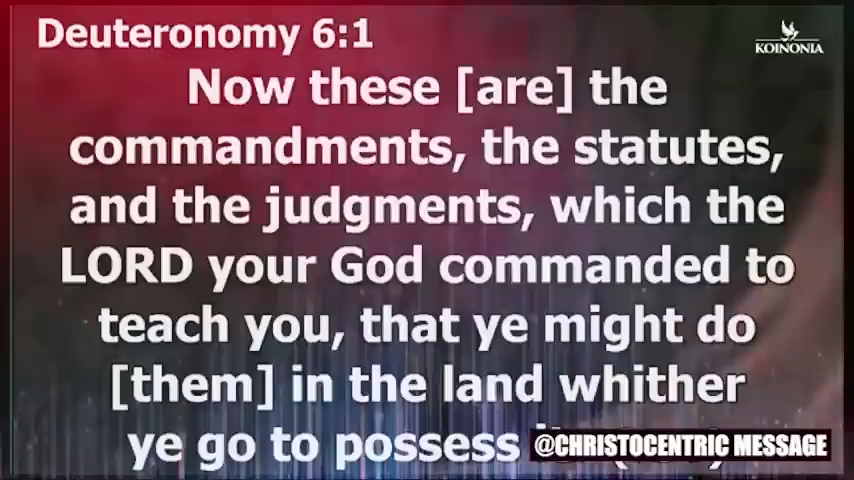 Deuteronomy 6:1
KOINONIA
Now these [are] the
commandments, the statutes,
and the judgments, which the
LORD your God commanded to
teach you, that ye might do
[them] in the land whither
ye go to possess
@CHRISTOCENTRIC MESSAGE